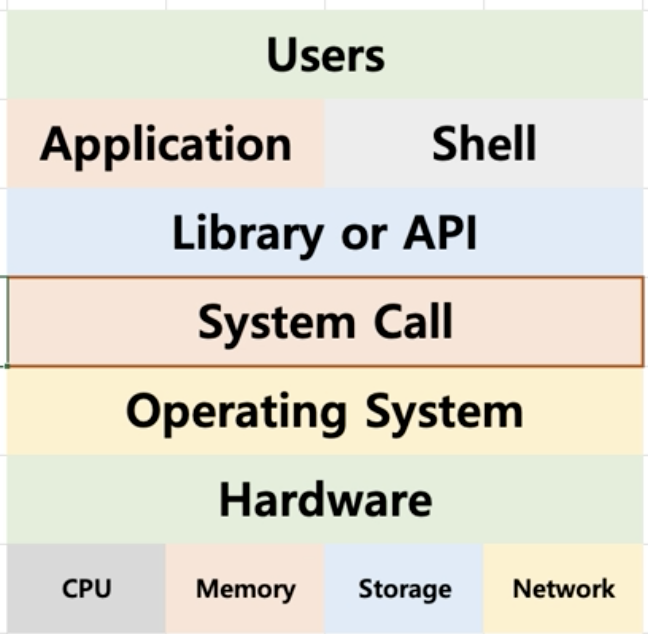 Users
Application Shell
Library or API
System Call
Operating System
Hardware
CPU Memory Storage Network